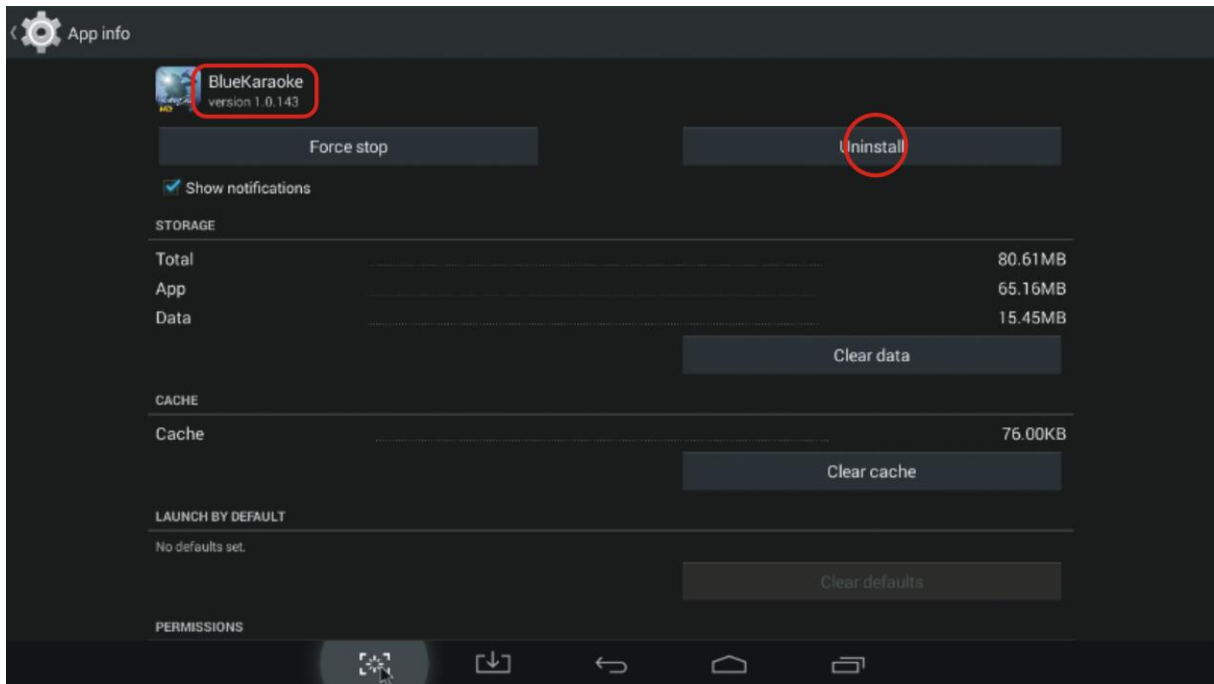 App info
BlueKaraoke
version 1.0.143
Force stop
Uninstall
Show notifications
STORAGE
Total 80.61MB
App 65.16MB
Data 15.45MB
Clear data
CACHE
Cache 76.00KB
Clear cache
LAUNCH BY DEFAULT
No defaults set.
Clear defaults
PERMISSIONS